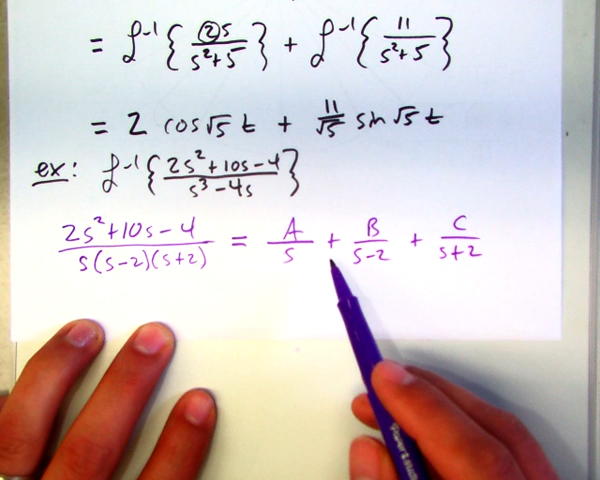 = ℒ⁻¹{ 2s / (s²+5) } + ℒ⁻¹{ 11 / (s²+5) }
= 2 cos√5 t + 11/√5 sin√5 t
ex: ℒ⁻¹{ (2s²+10s-4) / (s³-4s) }
(2s²+10s-4) / (s(s-2)(s+2)) = A/s + B/(s-2) + C/(s+2)